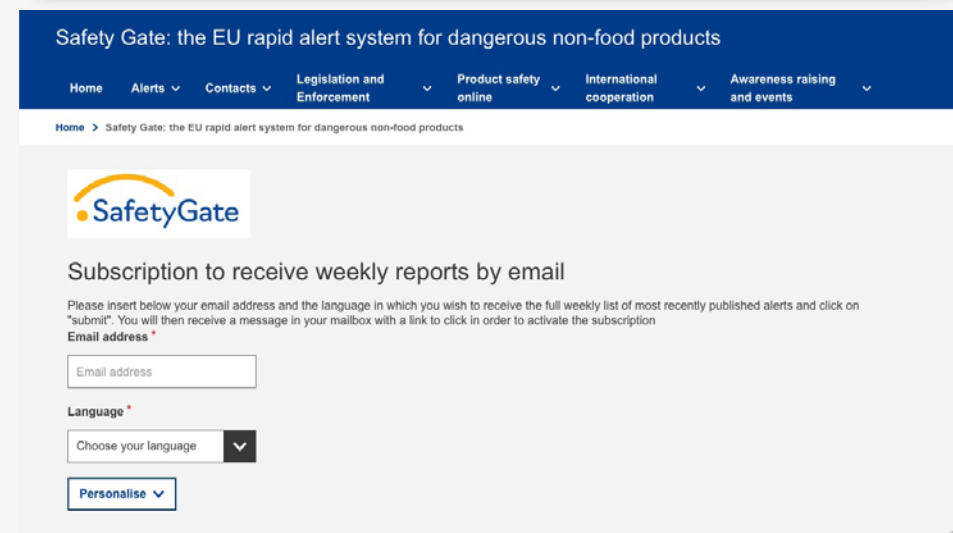 Safety Gate: the EU rapid alert system for dangerous non-food products
Home Alerts Contacts Legislation and Enforcement Product safety online International cooperation Awareness raising and events
Home > Safety Gate: the EU rapid alert system for dangerous non-food products
SafetyGate
Subscription to receive weekly reports by email
Please insert below your email address and the language in which you wish to receive the full weekly list of most recently published alerts and click on
"submit". You will then receive a message in your mailbox with a link to click in order to activate the subscription
Email address *
Email address
Language *
Choose your language
Personalise